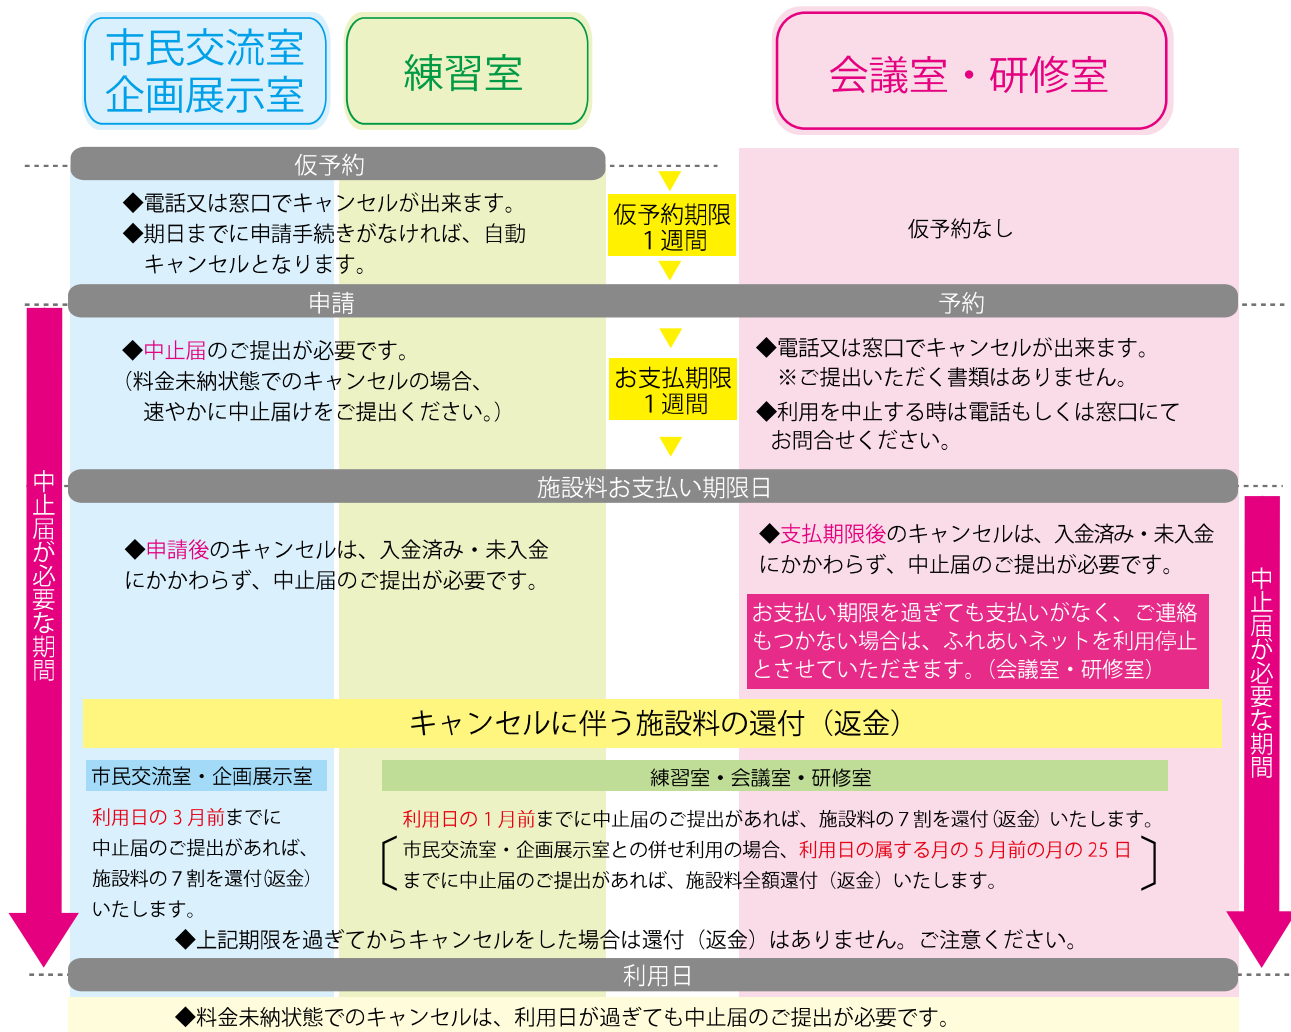 市民交流室
企画展示室
練習室
会議室・研修室
仮予約
◆電話又は窓口でキャンセルが出来ます。
◆期日までに申請手続きがなければ、自動
キャンセルとなります。
仮予約期限
1週間
仮予約なし
申請
予約
◆中止届のご提出が必要です。
（料金未納状態でのキャンセルの場合、
速やかに中止届けをご提出ください。）
お支払期限
1週間
◆電話又は窓口でキャンセルが出来ます。
※ご提出いただく書類はありません。
◆利用を中止する時は電話もしくは窓口にて
お問合せください。
施設料お支払い期限日
中止届が必要な期間
◆申請後のキャンセルは、入金済み・未入金
にかかわらず、中止届のご提出が必要です。
◆支払期限後のキャンセルは、入金済み・未入金
にかかわらず、中止届のご提出が必要です。
お支払い期限を過ぎても支払いがなく、ご連絡
もつかない場合は、ふれあいネットを利用停止
とさせていただきます。（会議室・研修室）
中止届が必要な期間
キャンセルに伴う施設料の還付（返金）
市民交流室・企画展示室
利用日の3月前までに
中止届のご提出があれば、
施設料の7割を還付（返金）
いたします。
練習室・会議室・研修室
利用日の1月前までに中止届のご提出があれば、施設料の7割を還付（返金）いたします。
市民交流室・企画展示室との併せ利用の場合、利用日の属する月の5月前の月の25日
までに中止届のご提出があれば、施設料全額還付（返金）いたします。
◆上記期限を過ぎてからキャンセルをした場合は還付（返金）はありません。ご注意ください。
利用日
◆料金未納状態でのキャンセルは、利用日が過ぎても中止届のご提出が必要です。